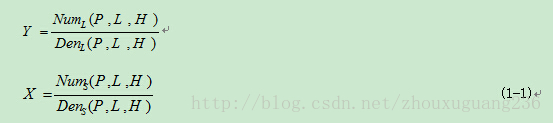 Y = Num_L(P,L,H) / Den_L(P,L,H)
X = Num_S(P,L,H) / Den_S(P,L,H) (1-1)
http://blog.csdn.net/zhouxuguang236